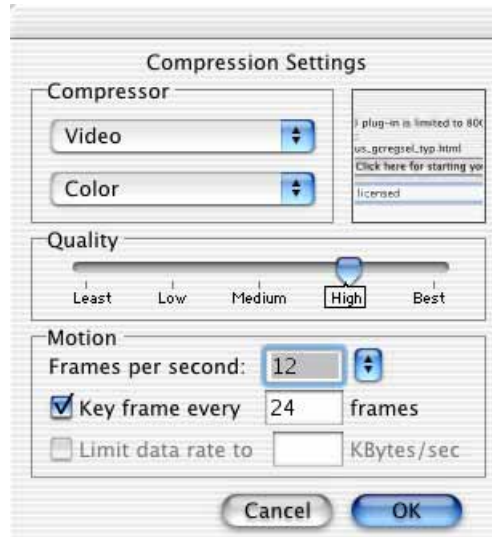 Compression Settings
Compressor
Video
Color
plug-in is limited to 800
us_gcregsel_typ.html
Click here for starting yo
licensed
Quality
Least Low Medium High Best
Motion
Frames per second: 12
Key frame every 24 frames
Limit data rate to KBytes/sec
Cancel OK